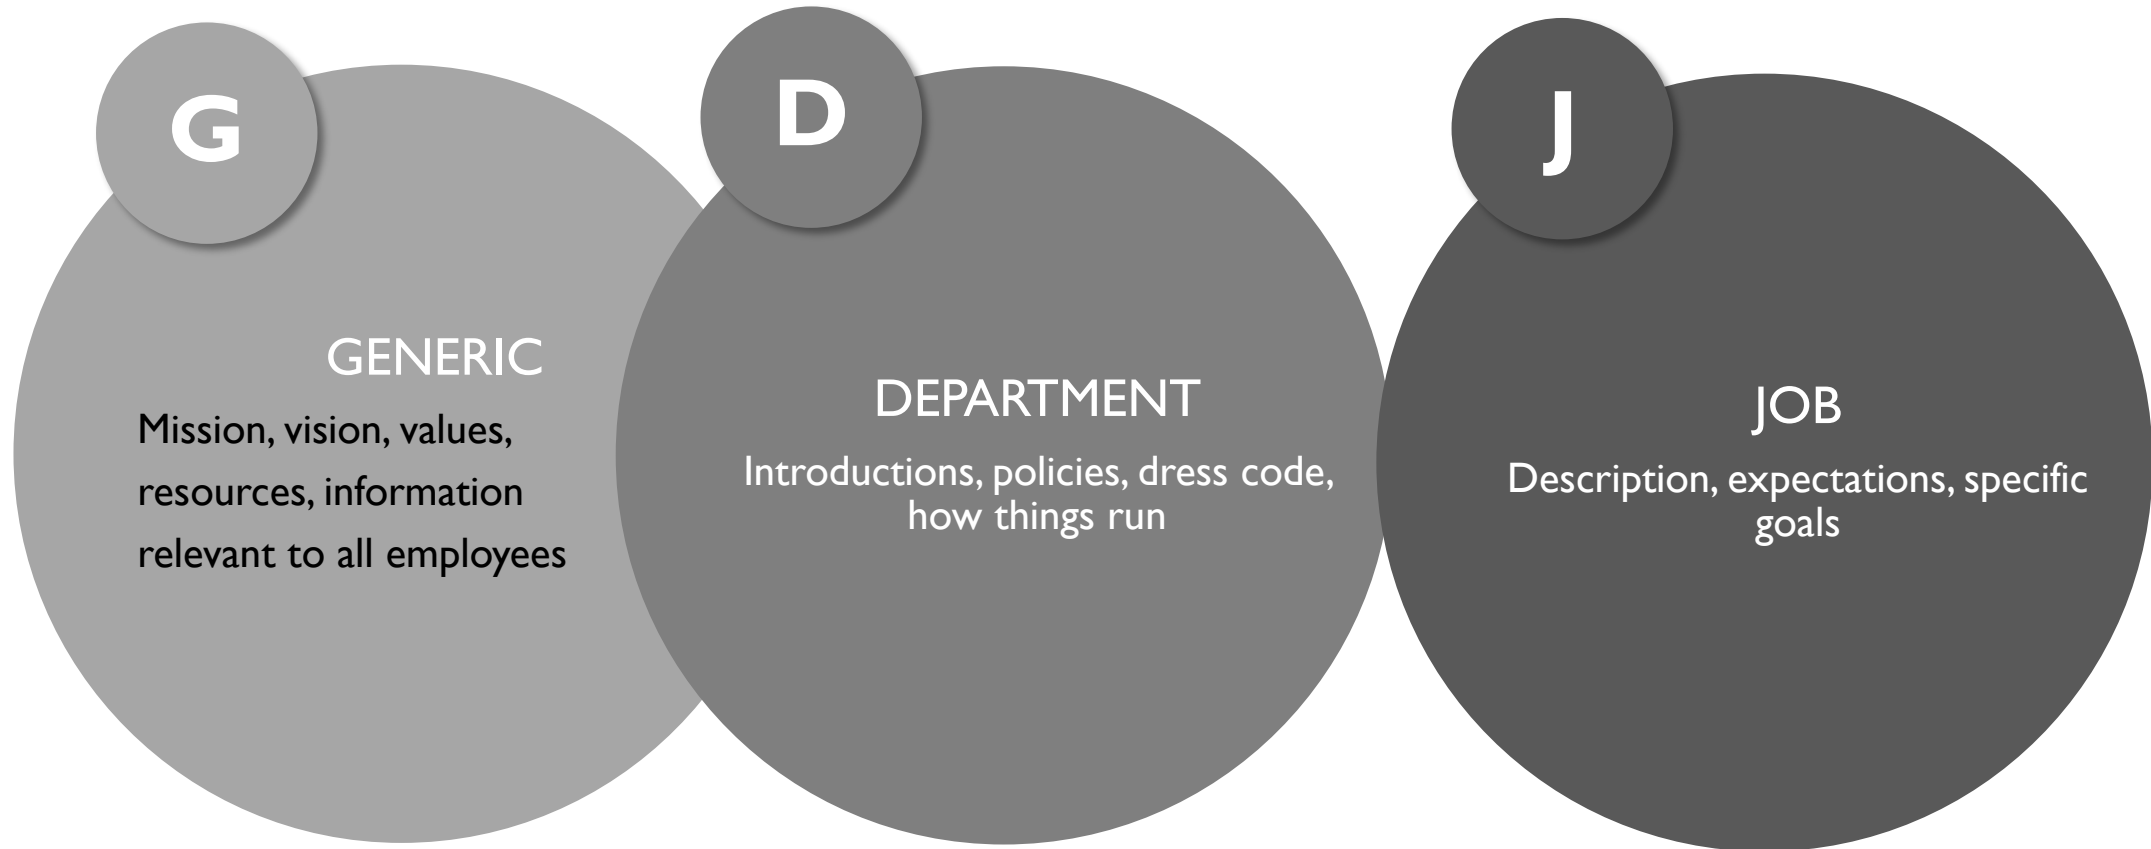 G
GENERIC
Mission, vision, values,
resources, information
relevant to all employees
D
DEPARTMENT
Introductions, policies, dress code,
how things run
J
JOB
Description, expectations, specific
goals